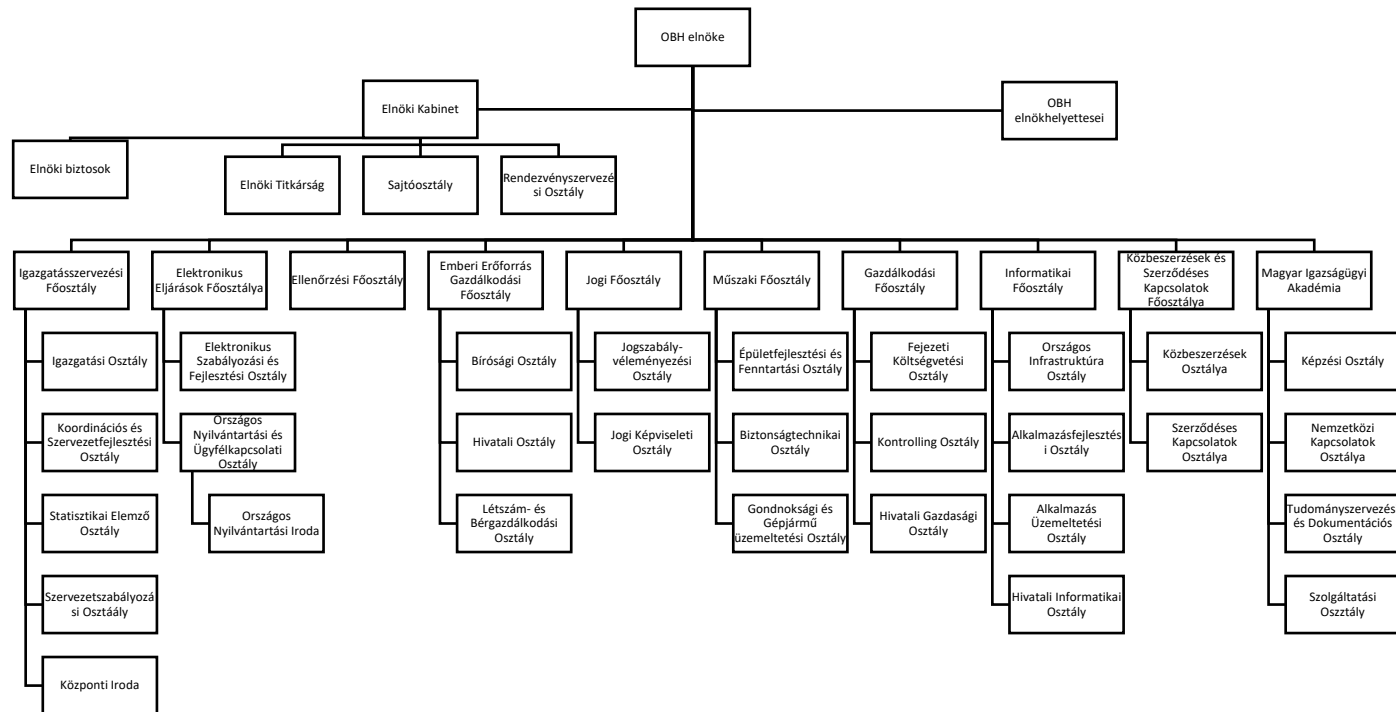 OBH elnöke
Elnöki Kabinet
OBH
elnökhelyettesei
Elnöki biztosok
Elnöki Titkárság
Sajtóosztály
Rendezvényszervezé
si Osztály
Igazgatásszervezési
Főosztály
Elektronikus
Eljárások Főosztálya
Ellenőrzési Főosztály
Emberi Erőforrás
Gazdálkodási
Főosztály
Jogi Főosztály
Műszaki Főosztály
Gazdálkodási
Főosztály
Informatikai
Főosztály
Közbeszerzések és
Szerződéses
Kapcsolatok
Főosztálya
Magyar Igazságügyi
Akadémia
Igazgatási Osztály
Koordinációs és
Szervezetfejlesztési
Osztály
Statisztikai Elemző
Osztály
Szervezetszabályozá
si Osztáály
Központi Iroda
Elektronikus
Szabályozási és
Fejlesztési Osztály
Országos
Nyilvántartási és
Ügyfélkapcsolati
Osztály
Országos
Nyilvántartási Iroda
Bírósági Osztály
Hivatali Osztály
Létszám- és
Bérgazdálkodási
Osztály
Jogszabály-
véleményezési
Osztály
Jogi Képviseleti
Osztály
Épületfejlesztési és
Fenntartási Osztály
Biztonságtechnikai
Osztály
Gondnoksági és
Gépjármű
üzemeltetési Osztály
Fejezeti
Költségvetési
Osztály
Kontrolling Osztály
Hivatali Gazdasági
Osztály
Országos
Infrastruktúra
Osztály
Alkalmazásfejlesztés
i Osztály
Alkalmazás
Üzemeltetési
Osztály
Hivatali Informatikai
Osztály
Közbeszerzések
Osztálya
Szerződéses
Kapcsolatok
Osztálya
Képzési Osztály
Nemzetközi
Kapcsolatok
Osztálya
Tudományszervezés
és Dokumentációs
Osztály
Szolgáltatási
Oszztály